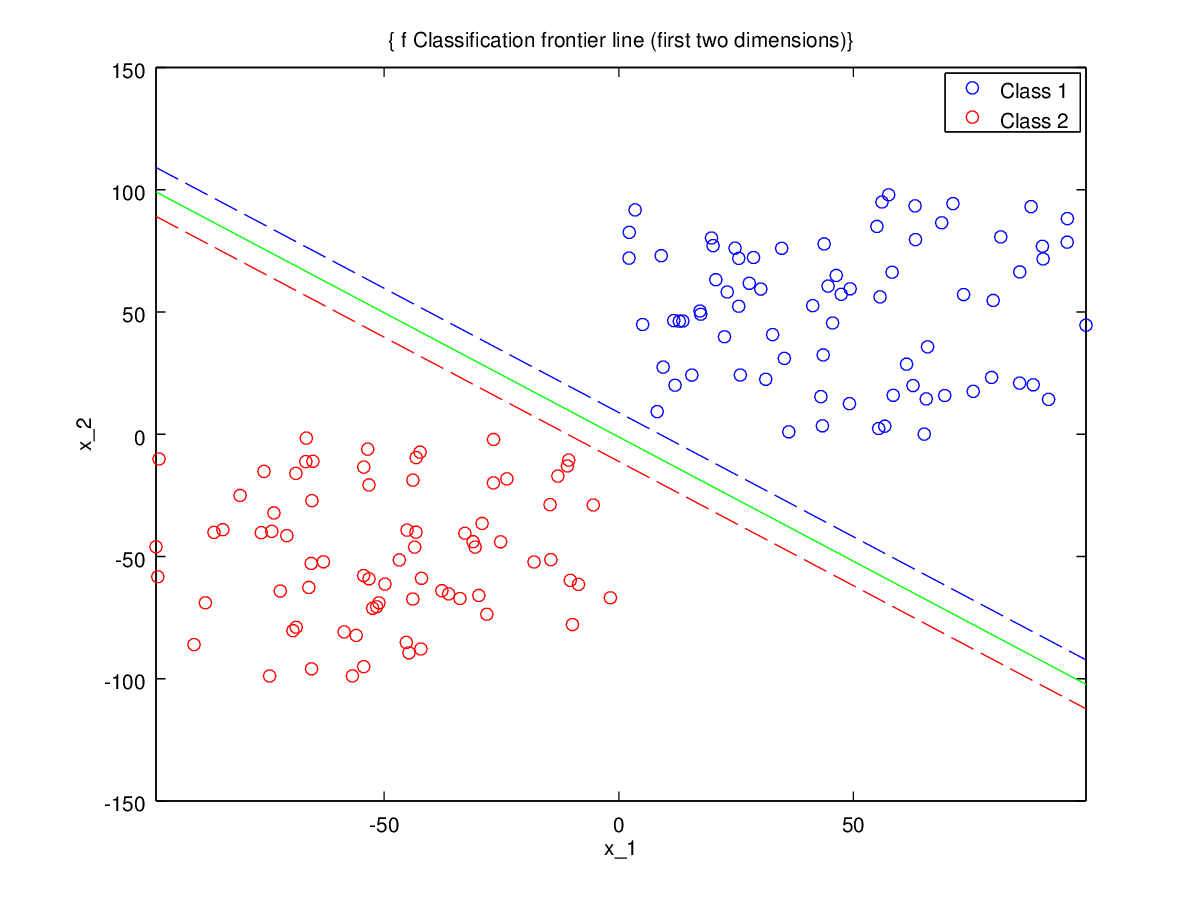 { f Classification frontier line (first two dimensions)}
150
Class 1
Class 2
100
50
0
x_2
-50
-100
-150
-50
0
50
x_1